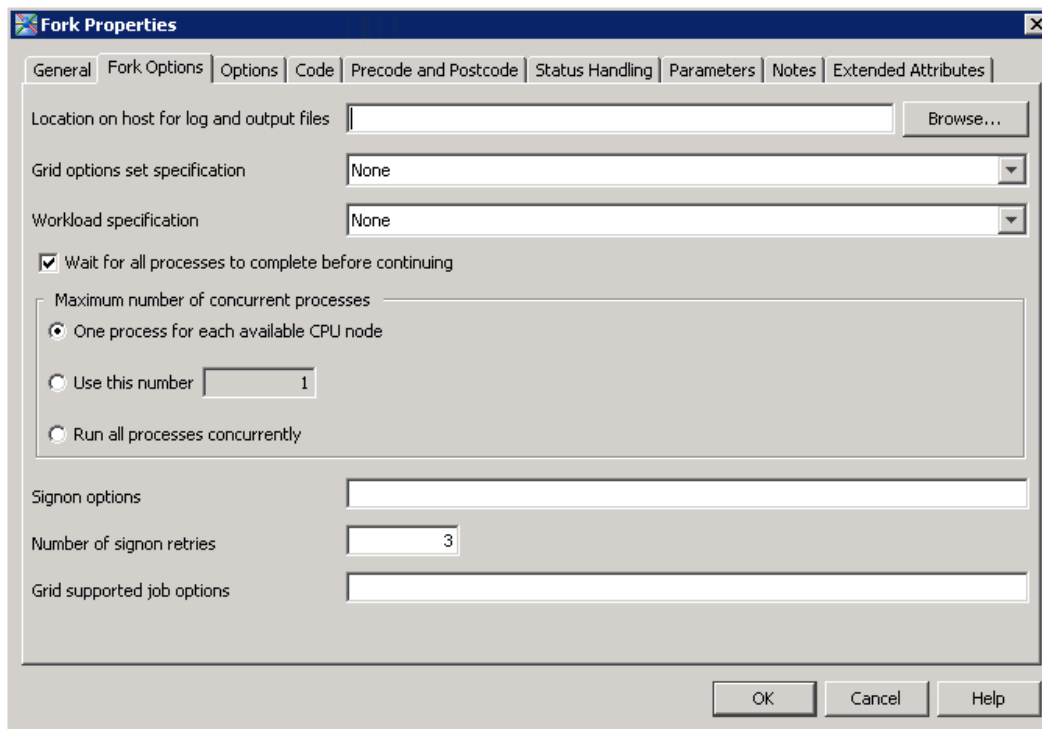 Fork Properties
General Fork Options Options Code Precode and Postcode Status Handling Parameters Notes Extended Attributes
Location on host for log and output files Browse...
Grid options set specification None
Workload specification None
Wait for all processes to complete before continuing
Maximum number of concurrent processes
One process for each available CPU node
Use this number 1
Run all processes concurrently
Signon options
Number of signon retries 3
Grid supported job options
OK Cancel Help